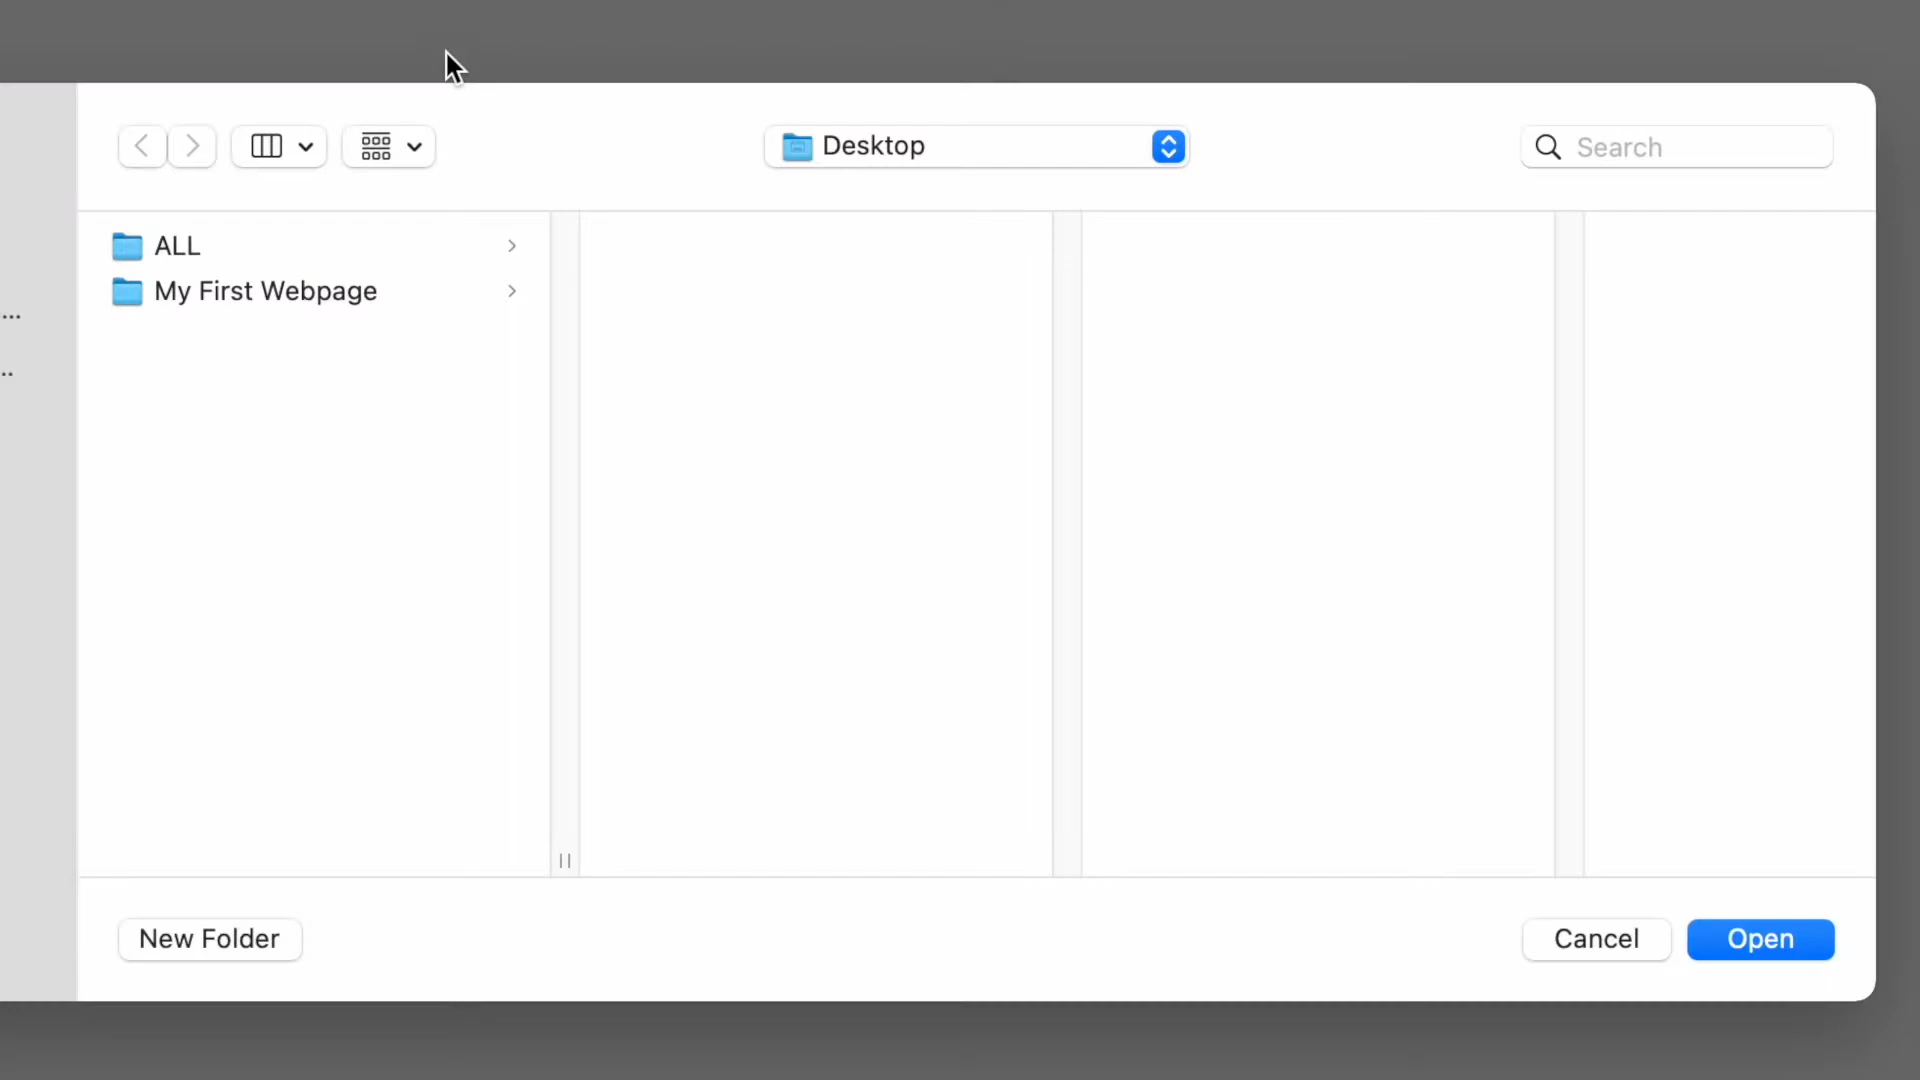 Desktop
Search
ALL
My First Webpage
...
..
New Folder
Cancel
Open